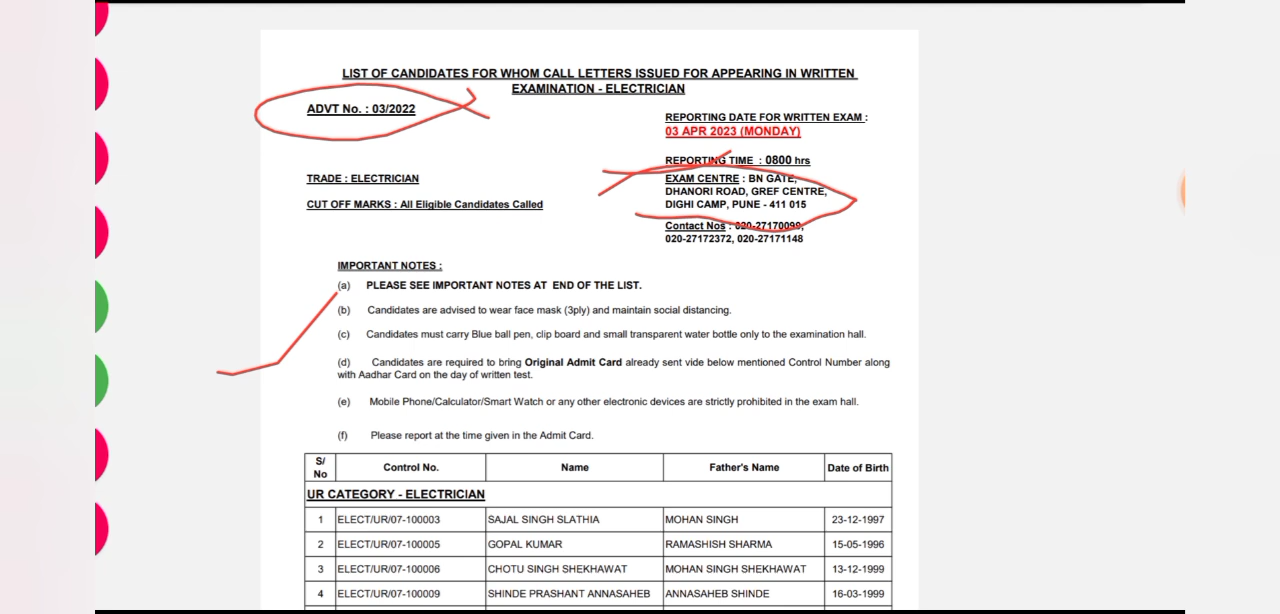 LIST OF CANDIDATES FOR WHOM CALL LETTERS ISSUED FOR APPEARING IN WRITTEN
EXAMINATION - ELECTRICIAN
ADVT No. : 03/2022
REPORTING DATE FOR WRITTEN EXAM :
03 APR 2023 (MONDAY)
REPORTING TIME : 0800 hrs
TRADE : ELECTRICIAN
EXAM CENTRE : BN GATE,
DHANORI ROAD, GREF CENTRE,
DIGHI CAMP, PUNE - 411 015
CUT OFF MARKS : All Eligible Candidates Called
Contact Nos : 020-27170099,
020-27172372, 020-27171148
IMPORTANT NOTES :
(a) PLEASE SEE IMPORTANT NOTES AT END OF THE LIST.
(b) Candidates are advised to wear face mask (3ply) and maintain social distancing.
(c) Candidates must carry Blue ball pen, clip board and small transparent water bottle only to the examination hall.
(d) Candidates are required to bring Original Admit Card already sent vide below mentioned Control Number along
with Aadhar Card on the day of written test.
(e) Mobile Phone/Calculator/Smart Watch or any other electronic devices are strictly prohibited in the exam hall.
(f) Please report at the time given in the Admit Card.
S/ No Control No. Name Father's Name Date of Birth
UR CATEGORY - ELECTRICIAN
1 ELECT/UR/07-100003 SAJAL SINGH SLATHIA MOHAN SINGH 23-12-1997
2 ELECT/UR/07-100005 GOPAL KUMAR RAMASHISH SHARMA 15-05-1996
3 ELECT/UR/07-100006 CHOTU SINGH SHEKHAWAT MOHAN SINGH SHEKHAWAT 13-12-1999
4 ELECT/UR/07-100009 SHINDE PRASHANT ANNASAHEB ANNASAHEB SHINDE 16-03-1999